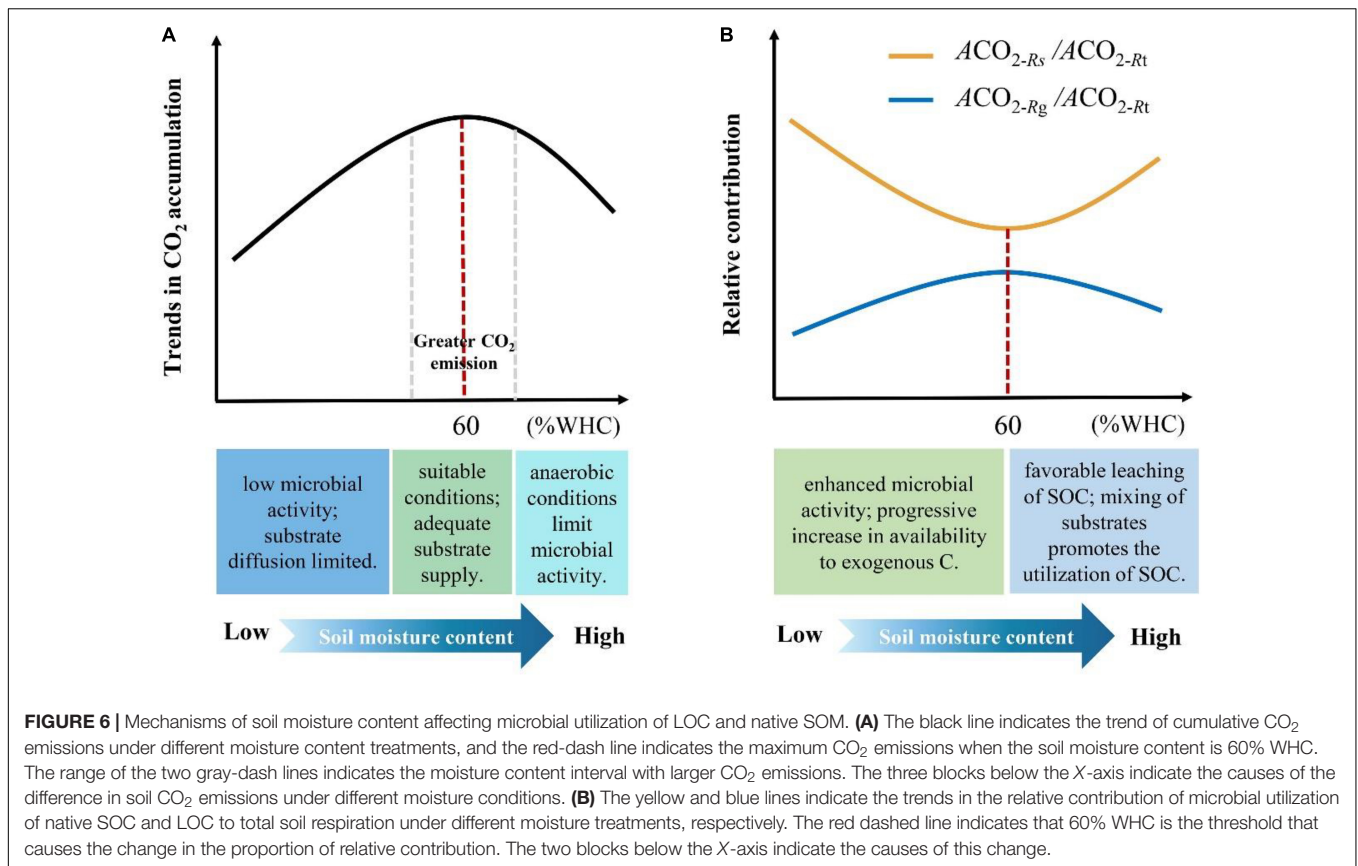 A
Trends in CO2 accumulation
Greater CO2
emission
60
(%WHC)
low microbial
activity;
substrate
diffusion limited.
suitable
conditions;
adequate
substrate
supply.
anaerobic
conditions
limit
microbial
activity.
Low
Soil moisture content
High
B
Relative contribution
ACO2-Rs /ACO2-Rt
ACO2-Rg /ACO2-Rt
60
(%WHC)
enhanced microbial
activity; progressive
increase in availability
to exogenous C.
favorable leaching
of SOC; mixing of
substrates
promotes the
utilization of SOC.
Low
Soil moisture content
High
FIGURE 6 | Mechanisms of soil moisture content affecting microbial utilization of LOC and native SOM. (A) The black line indicates the trend of cumulative CO2
emissions under different moisture content treatments, and the red-dash line indicates the maximum CO2 emissions when the soil moisture content is 60% WHC.
The range of the two gray-dash lines indicates the moisture content interval with larger CO2 emissions. The three blocks below the X-axis indicate the causes of the
difference in soil CO2 emissions under different moisture conditions. (B) The yellow and blue lines indicate the trends in the relative contribution of microbial utilization
of native SOC and LOC to total soil respiration under different moisture treatments, respectively. The red dashed line indicates that 60% WHC is the threshold that
causes the change in the proportion of relative contribution. The two blocks below the X-axis indicate the causes of this change.